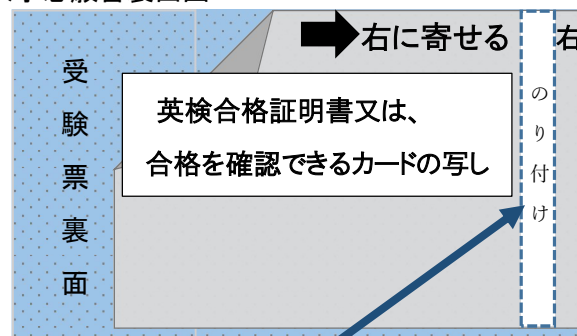 右に寄せる
右
受験票裏面
英検合格証明書又は、
合格を確認できるカードの写し
のり付け